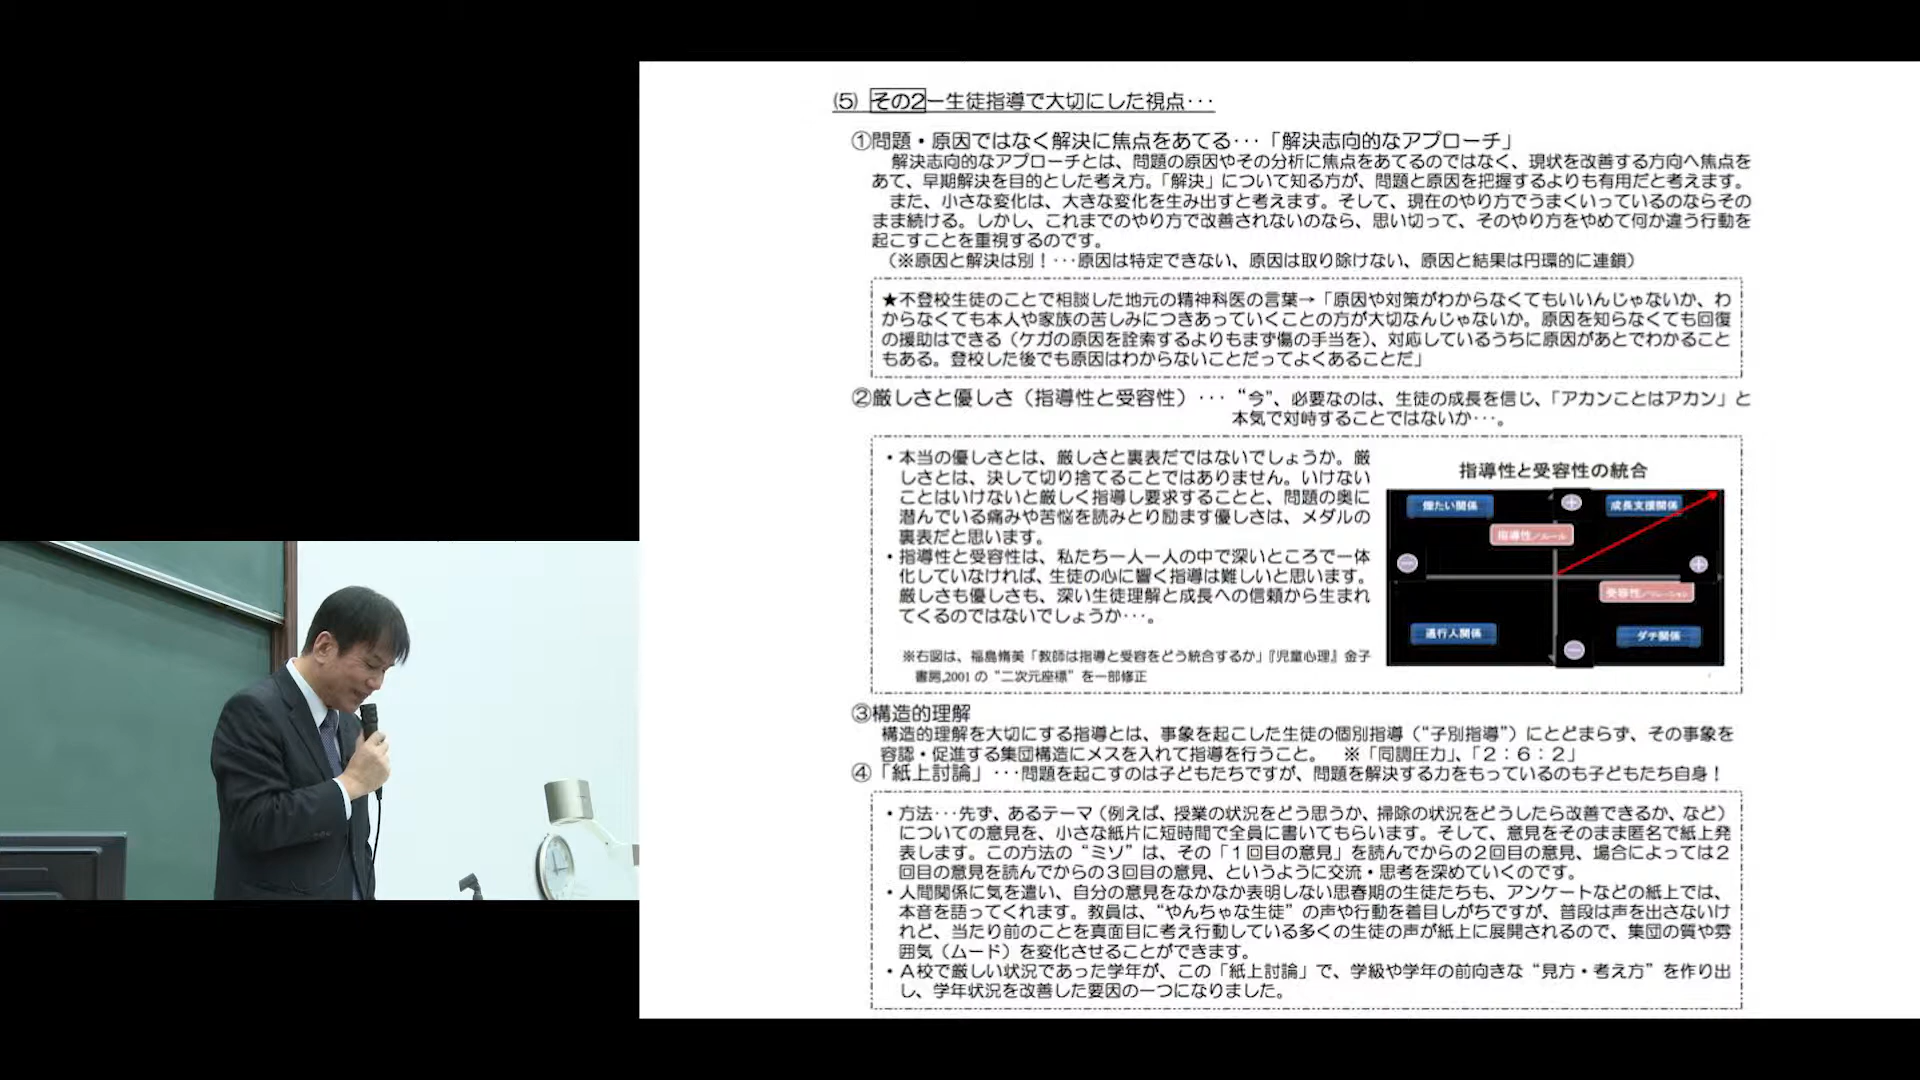 (5) その2－生徒指導で大切にした視点･･･
①問題・原因ではなく解決に焦点をあてる･･･「解決志向的なアプローチ」
解決志向的なアプローチとは、問題の原因やその分析に焦点をあてるのではなく、現状を改善する方向へ焦点を
あて、早期解決を目的とした考え方。「解決」について知る方が、問題と原因を把握するよりも有用だと考えます。
また、小さな変化は、大きな変化を生み出すと考えます。そして、現在のやり方でうまくいっているのならその
まま続ける。しかし、これまでのやり方で改善されないのなら、思い切って、そのやり方をやめて何か違う行動を
起こすことを重視するのです。
（※原因と解決は別！･･･原因は特定できない、原因は取り除けない、原因と結果は円環的に連鎖）
★不登校生徒のことで相談した地元の精神科医の言葉→「原因や対策がわからなくてもいいんじゃないか、わ
からなくても本人や家族の苦しみにつきあっていくことの方が大切なんじゃないか。原因を知らなくても回復
の援助はできる（ケガの原因を詮索するよりもまず傷の手当を）、対応しているうちに原因があとでわかること
もある。登校した後でも原因はわからないことだってよくあることだ」
②厳しさと優しさ（指導性と受容性）･･･“今”、必要なのは、生徒の成長を信じ、「アカンことはアカン」と
本気で対峙することではないか･･･。
・本当の優しさとは、厳しさと裏表だではないでしょうか。厳
しさとは、決して切り捨てることではありません。いけない
ことはいけないと厳しく指導し要求することと、問題の奥に
潜んでいる痛みや苦悩を読みとり励ます優しさは、メダルの
裏表だと思います。
・指導性と受容性は、私たち一人一人の中で深いところで一体
化していなければ、生徒の心に響く指導は難しいと思います。
厳しさも優しさも、深い生徒理解と成長への信頼から生まれ
てくるのではないでしょうか･･･。
※右図は、福島脩美「教師は指導と受容をどう統合するか」『児童心理』金子
書房,2001 の“二次元座標”を一部修正
指導性と受容性の統合
煙たい関係
成長支援関係
指導性／ルール
受容性／リレーション
通行人関係
ダチ関係
③構造的理解
構造的理解を大切にする指導とは、事象を起こした生徒の個別指導（“子別指導”）にとどまらず、その事象を
容認・促進する集団構造にメスを入れて指導を行うこと。 ※「同調圧力」、「２：６：２」
④「紙上討論」･･･問題を起こすのは子どもたちですが、問題を解決する力をもっているのも子どもたち自身！
・方法･･･先ず、あるテーマ（例えば、授業の状況をどう思うか、掃除の状況をどうしたら改善できるか、など）
についての意見を、小さな紙片に短時間で全員に書いてもらいます。そして、意見をそのまま匿名で紙上発
表します。この方法の“ミソ”は、その「１回目の意見」を読んでからの２回目の意見、場合によっては２
回目の意見を読んでからの３回目の意見、というように交流・思考を深めていくのです。
・人間関係に気を遣い、自分の意見をなかなか表明しない思春期の生徒たちも、アンケートなどの紙上では、
本音を語ってくれます。教員は、“やんちゃな生徒”の声や行動を着目しがちですが、普段は声を出さないけ
れど、当たり前のことを真面目に考え行動している多くの生徒の声が紙上に展開されるので、集団の質や雰
囲気（ムード）を変化させることができます。
・Ａ校で厳しい状況であった学年が、この「紙上討論」で、学級や学年の前向きな“見方・考え方”を作り出
し、学年状況を改善した要因の一つになりました。